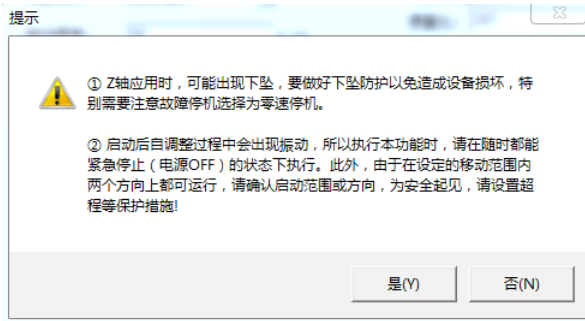 提示
① Z轴应用时，可能出现下坠，要做好下坠防护以免造成设备损坏，特
别需要注意故障停机选择为零速停机。
② 启动后自调整过程中会出现振动，所以执行本功能时，请在随时都能
紧急停止（电源OFF）的状态下执行。此外，由于在设定的移动范围内
两个方向上都可运行，请确认启动范围或方向，为安全起见，请设置超
程等保护措施!
是(Y)
否(N)